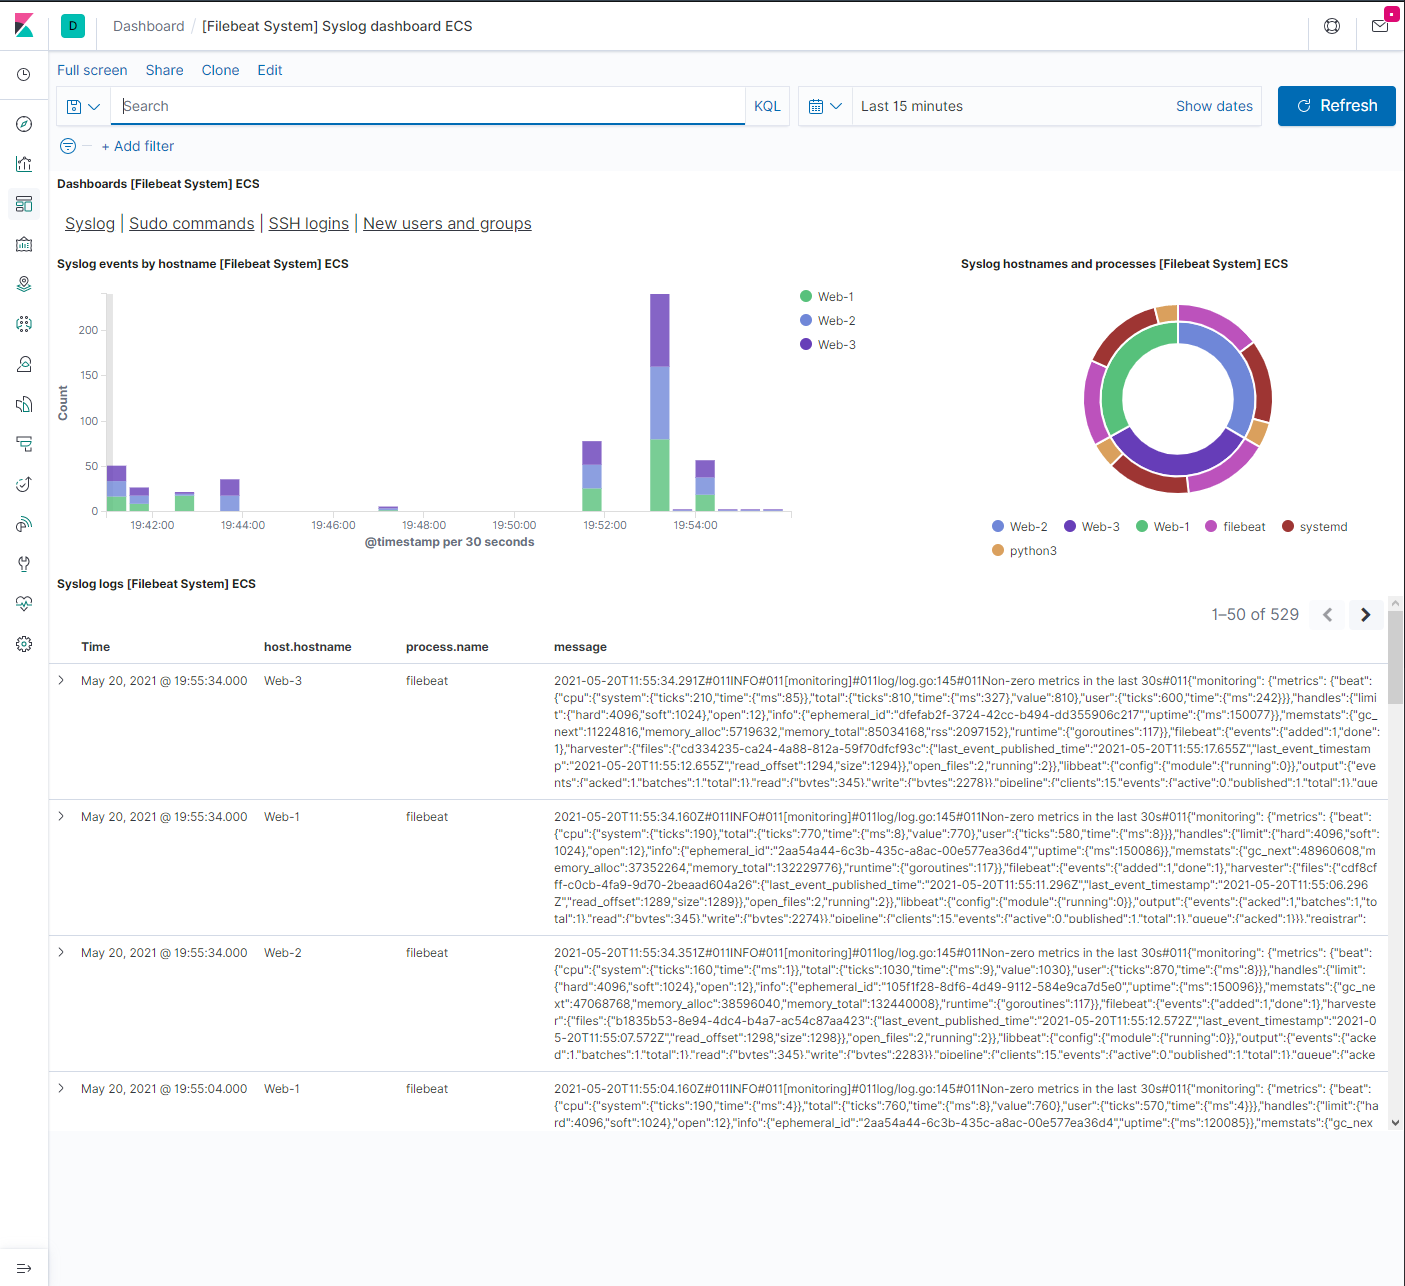 D
Dashboard / [Filebeat System] Syslog dashboard ECS
Full screen Share Clone Edit
Search KQL Last 15 minutes Show dates Refresh
+ Add filter
Dashboards [Filebeat System] ECS
Syslog | Sudo commands | SSH logins | New users and groups
Syslog events by hostname [Filebeat System] ECS
Count
200
150
100
50
0
19:42:00 19:44:00 19:46:00 19:48:00 19:50:00 19:52:00 19:54:00
@timestamp per 30 seconds
Web-1
Web-2
Web-3
Syslog hostnames and processes [Filebeat System] ECS
Web-2 Web-3 Web-1 filebeat systemd
python3
Syslog logs [Filebeat System] ECS
1–50 of 529
Time host.hostname process.name message
May 20, 2021 @ 19:55:34.000 Web-3 filebeat 2021-05-20T11:55:34.291Z#011INFO#011[monitoring]#011log/log.go:145#011Non-zero metrics in the last 30s#011{"monitoring": {"metrics": {"beat":
{"cpu":{"system":{"ticks":210,"time":{"ms":85}},"total":{"ticks":810,"time":{"ms":327},"value":810},"user":{"ticks":600,"time":{"ms":242}}},"handles":{"limit
":{"hard":4096,"soft":1024},"open":12},"info":{"ephemeral_id":"dfefab2f-3724-42cc-b494-dd355906c217","uptime":{"ms":150077}},"memstats":{"gc_
next":11224816,"memory_alloc":5719632,"memory_total":85034168,"rss":2097152},"runtime":{"goroutines":117}},"filebeat":{"events":{"added":1,"done":
1},"harvester":{"files":{"cd334235-ca24-4a88-812a-59f70dfcf93c":{"last_event_published_time":"2021-05-20T11:55:17.655Z","last_event_timestam
p":"2021-05-20T11:55:12.655Z","read_offset":1294,"size":1294}},"open_files":2,"running":2}},"libbeat":{"config":{"module":{"running":0}},"output":{"eve
nts":{"acked":1,"batches":1,"total":1},"read":{"bytes":345},"write":{"bytes":2278}},"pipeline":{"clients":15,"events":{"active":0,"published":1,"total":1},"que
May 20, 2021 @ 19:55:34.000 Web-1 filebeat 2021-05-20T11:55:34.160Z#011INFO#011[monitoring]#011log/log.go:145#011Non-zero metrics in the last 30s#011{"monitoring": {"metrics": {"beat":
{"cpu":{"system":{"ticks":190},"total":{"ticks":770,"time":{"ms":8},"value":770},"user":{"ticks":580,"time":{"ms":8}}},"handles":{"limit":{"hard":4096,"soft":
1024},"open":12},"info":{"ephemeral_id":"2aa54a44-6c3b-435c-a8ac-00e577ea36d4","uptime":{"ms":150086}},"memstats":{"gc_next":48960608,"m
emory_alloc":37352264,"memory_total":132229776},"runtime":{"goroutines":117}},"filebeat":{"events":{"added":1,"done":1},"harvester":{"files":{"cdf8cf
ff-c0cb-4fa9-9d70-2beaad604a26":{"last_event_published_time":"2021-05-20T11:55:11.296Z","last_event_timestamp":"2021-05-20T11:55:06.296
Z","read_offset":1289,"size":1289}},"open_files":2,"running":2}},"libbeat":{"config":{"module":{"running":0}},"output":{"events":{"acked":1,"batches":1,"to
tal":1},"read":{"bytes":345},"write":{"bytes":2274}},"pipeline":{"clients":15,"events":{"active":0,"published":1,"total":1},"queue":{"acked":1}}},"registrar":
May 20, 2021 @ 19:55:34.000 Web-2 filebeat 2021-05-20T11:55:34.351Z#011INFO#011[monitoring]#011log/log.go:145#011Non-zero metrics in the last 30s#011{"monitoring": {"metrics": {"beat":
{"cpu":{"system":{"ticks":160,"time":{"ms":1}},"total":{"ticks":1030,"time":{"ms":9},"value":1030},"user":{"ticks":870,"time":{"ms":8}}},"handles":{"limit":
{"hard":4096,"soft":1024},"open":12},"info":{"ephemeral_id":"105f1f28-8df6-4d49-9112-584e9ca7d5e0","uptime":{"ms":150096}},"memstats":{"gc_ne
xt":47068768,"memory_alloc":38596040,"memory_total":132440008},"runtime":{"goroutines":117}},"filebeat":{"events":{"added":1,"done":1},"harveste
r":{"files":{"b1835b53-8e94-4dc4-b4a7-ac54c87aa423":{"last_event_published_time":"2021-05-20T11:55:12.572Z","last_event_timestamp":"2021-0
5-20T11:55:07.572Z","read_offset":1298,"size":1298}},"open_files":2,"running":2}},"libbeat":{"config":{"module":{"running":0}},"output":{"events":{"acke
d":1,"batches":1,"total":1},"read":{"bytes":345},"write":{"bytes":2283}},"pipeline":{"clients":15,"events":{"active":0,"published":1,"total":1},"queue":{"acke
May 20, 2021 @ 19:55:04.000 Web-1 filebeat 2021-05-20T11:55:04.160Z#011INFO#011[monitoring]#011log/log.go:145#011Non-zero metrics in the last 30s#011{"monitoring": {"metrics": {"beat":
{"cpu":{"system":{"ticks":190,"time":{"ms":4}},"total":{"ticks":760,"time":{"ms":8},"value":760},"user":{"ticks":570,"time":{"ms":4}}},"handles":{"limit":{"ha
rd":4096,"soft":1024},"open":12},"info":{"ephemeral_id":"2aa54a44-6c3b-435c-a8ac-00e577ea36d4","uptime":{"ms":120085}},"memstats":{"gc_nex